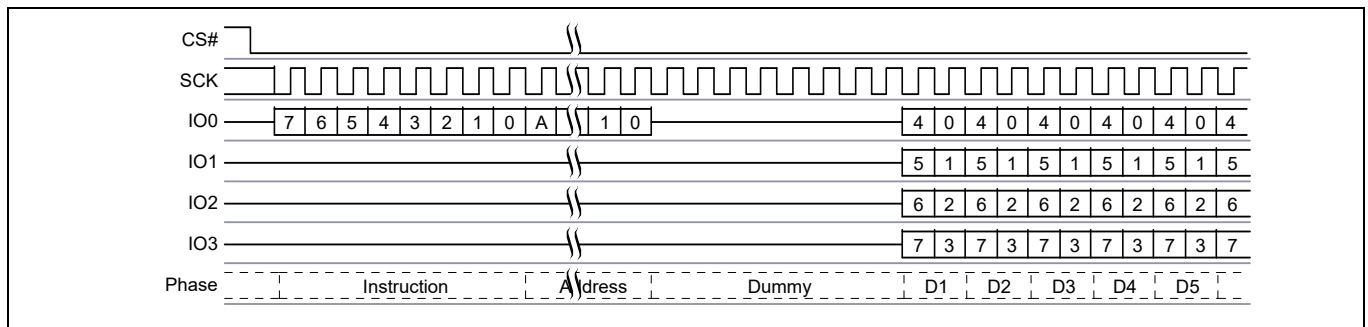 CS#
SCK
IO0 7 6 5 4 3 2 1 0 A 1 0 4 0 4 0 4 0 4 0 4 0 4
IO1 5 1 5 1 5 1 5 1 5 1 5
IO2 6 2 6 2 6 2 6 2 6 2 6
IO3 7 3 7 3 7 3 7 3 7 3 7
Phase Instruction Address Dummy D1 D2 D3 D4 D5